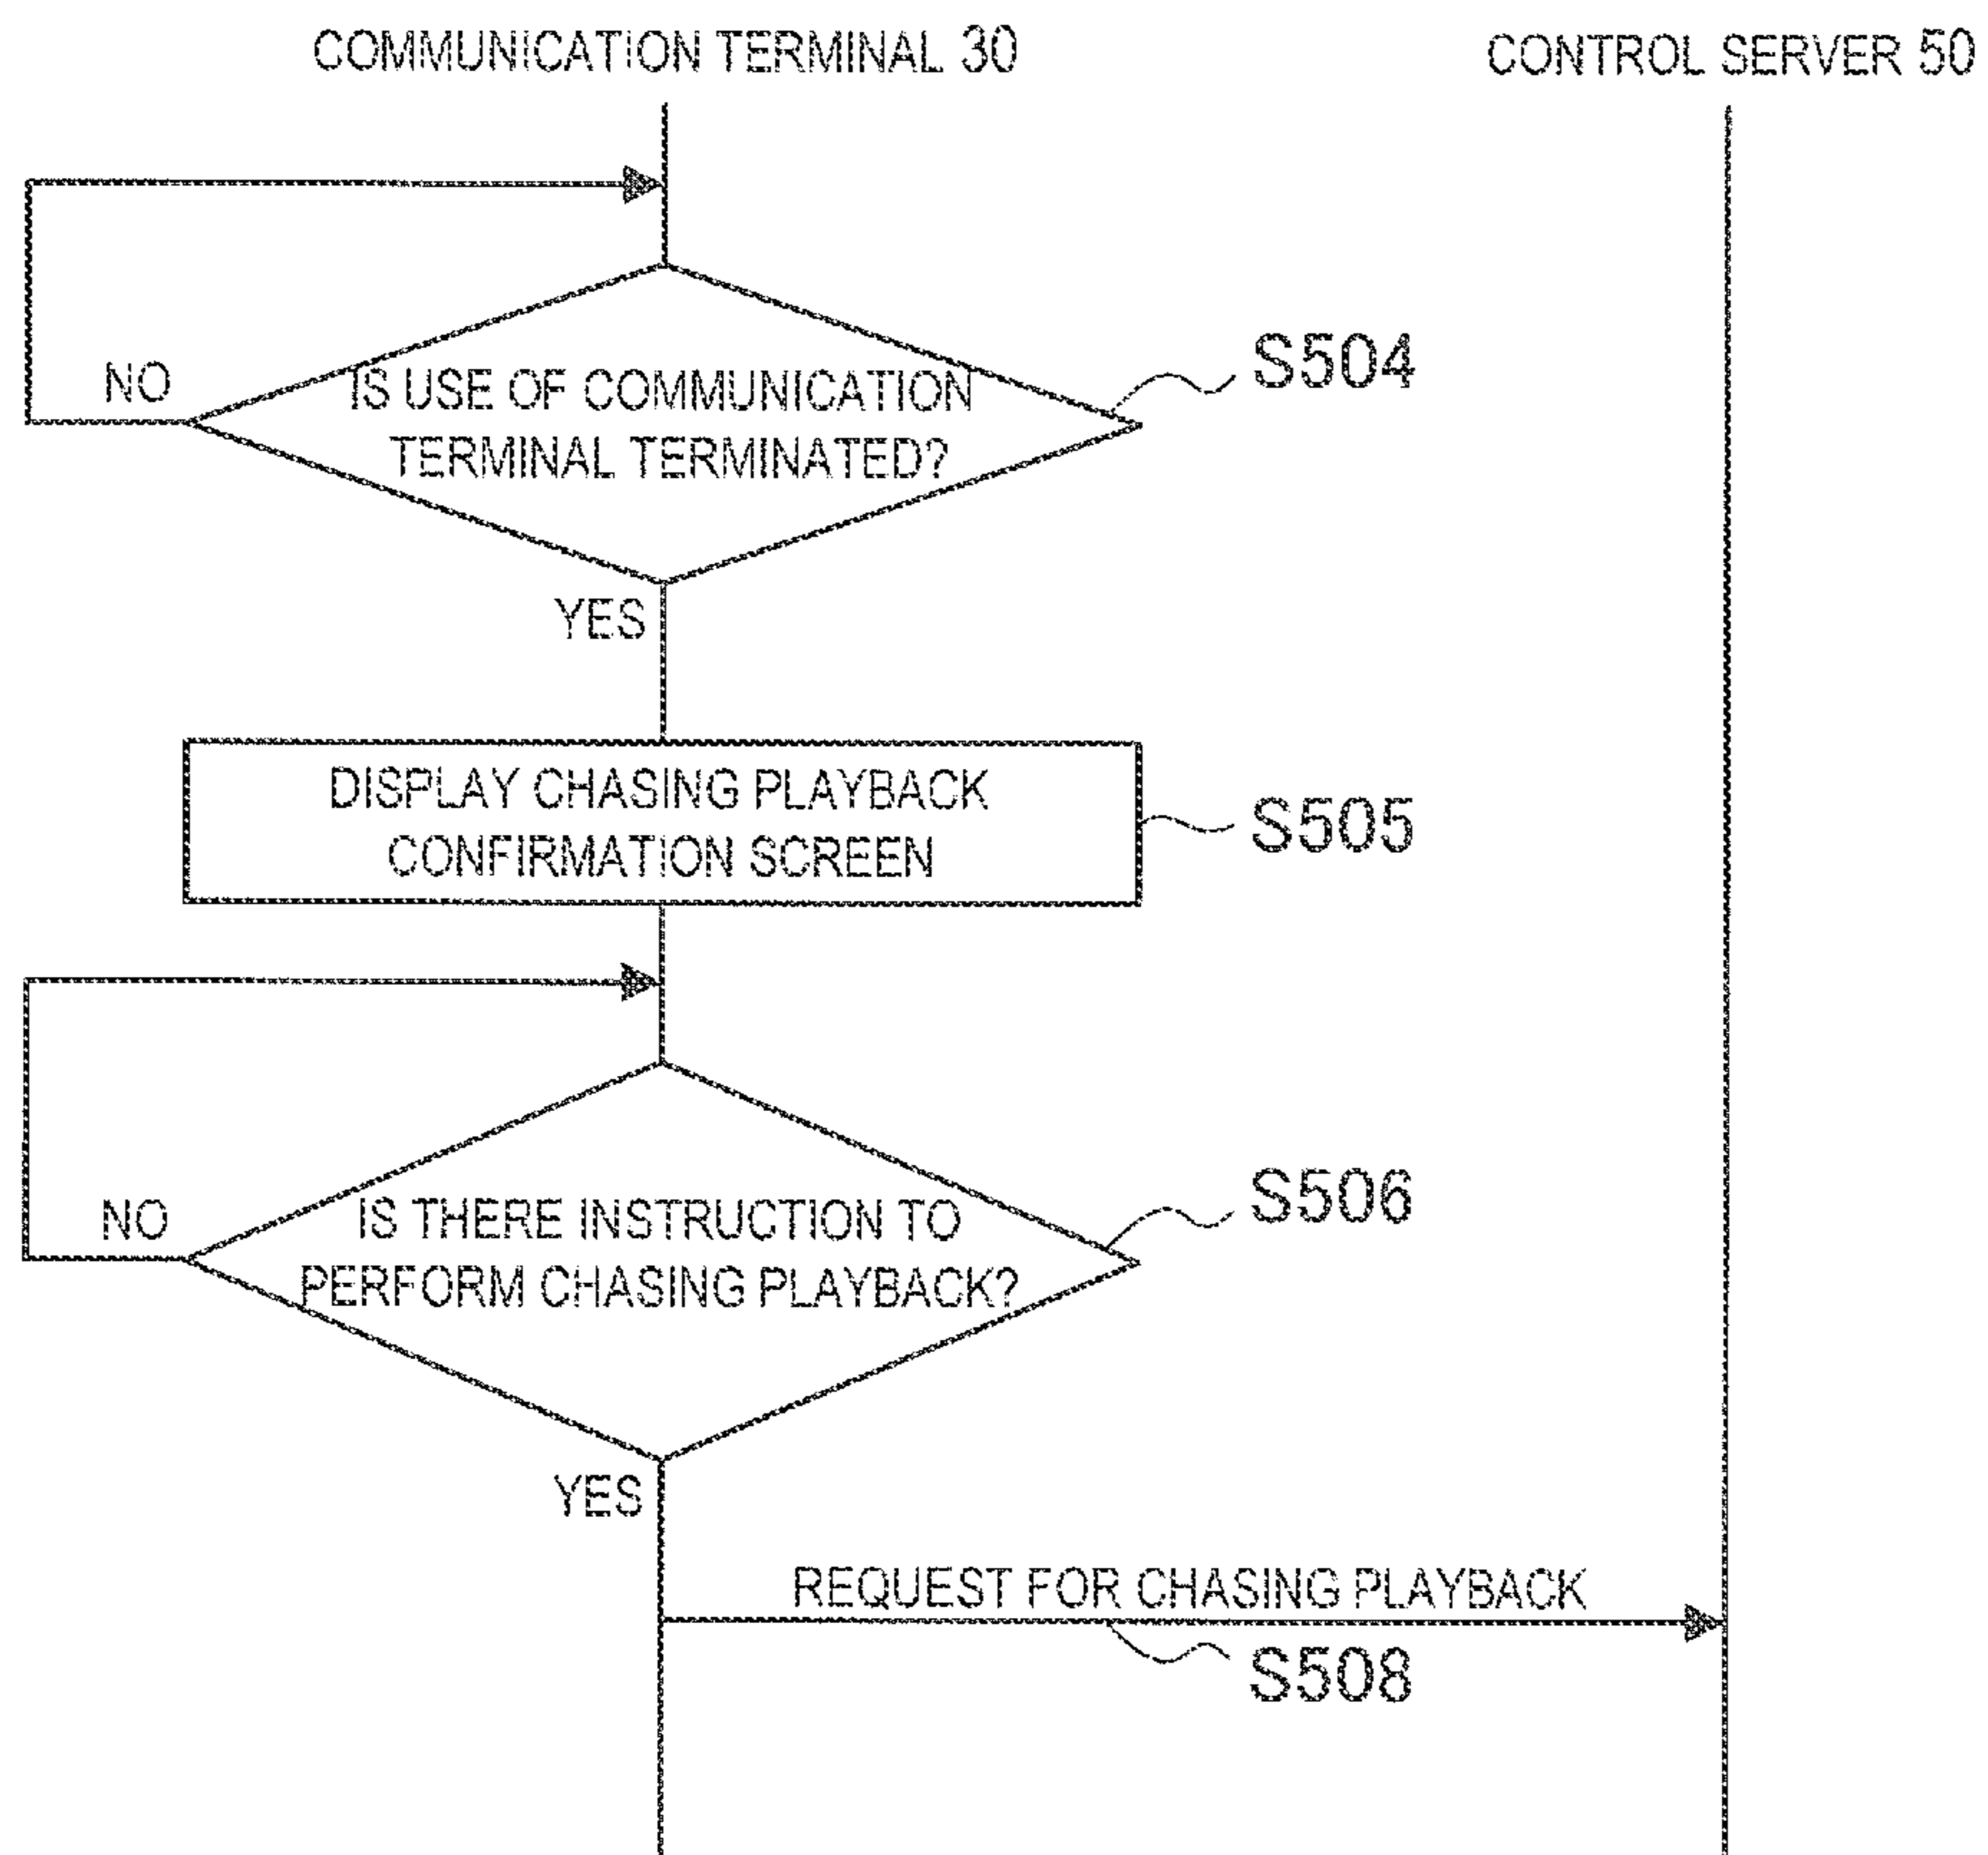 COMMUNICATION TERMINAL 30
CONTROL SERVER 50
NO
IS USE OF COMMUNICATION
TERMINAL TERMINATED?
S504
YES
DISPLAY CHASING PLAYBACK
CONFIRMATION SCREEN
S505
NO
IS THERE INSTRUCTION TO
PERFORM CHASING PLAYBACK?
S506
YES
REQUEST FOR CHASING PLAYBACK
S508